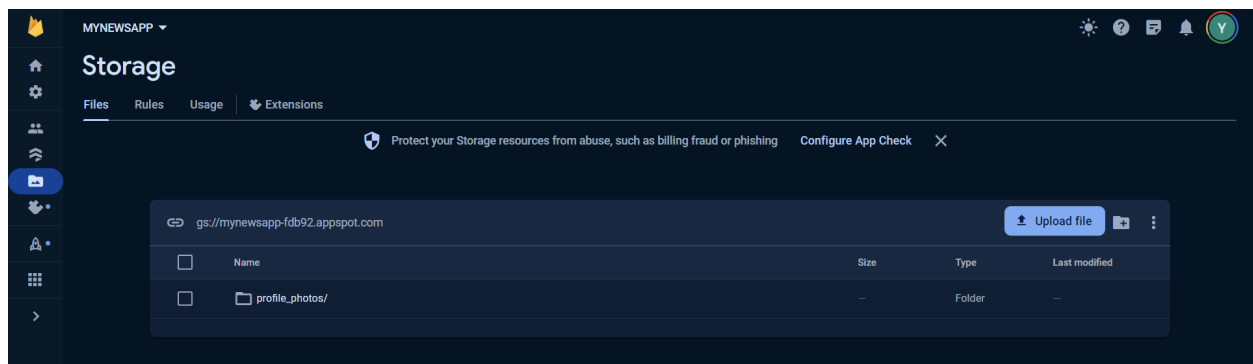 MYNEWSAPP
Y
Storage
Files Rules Usage Extensions
Protect your Storage resources from abuse, such as billing fraud or phishing Configure App Check
gs://mynewsapp-fdb92.appspot.com Upload file
Name Size Type Last modified
profile_photos/ — Folder —